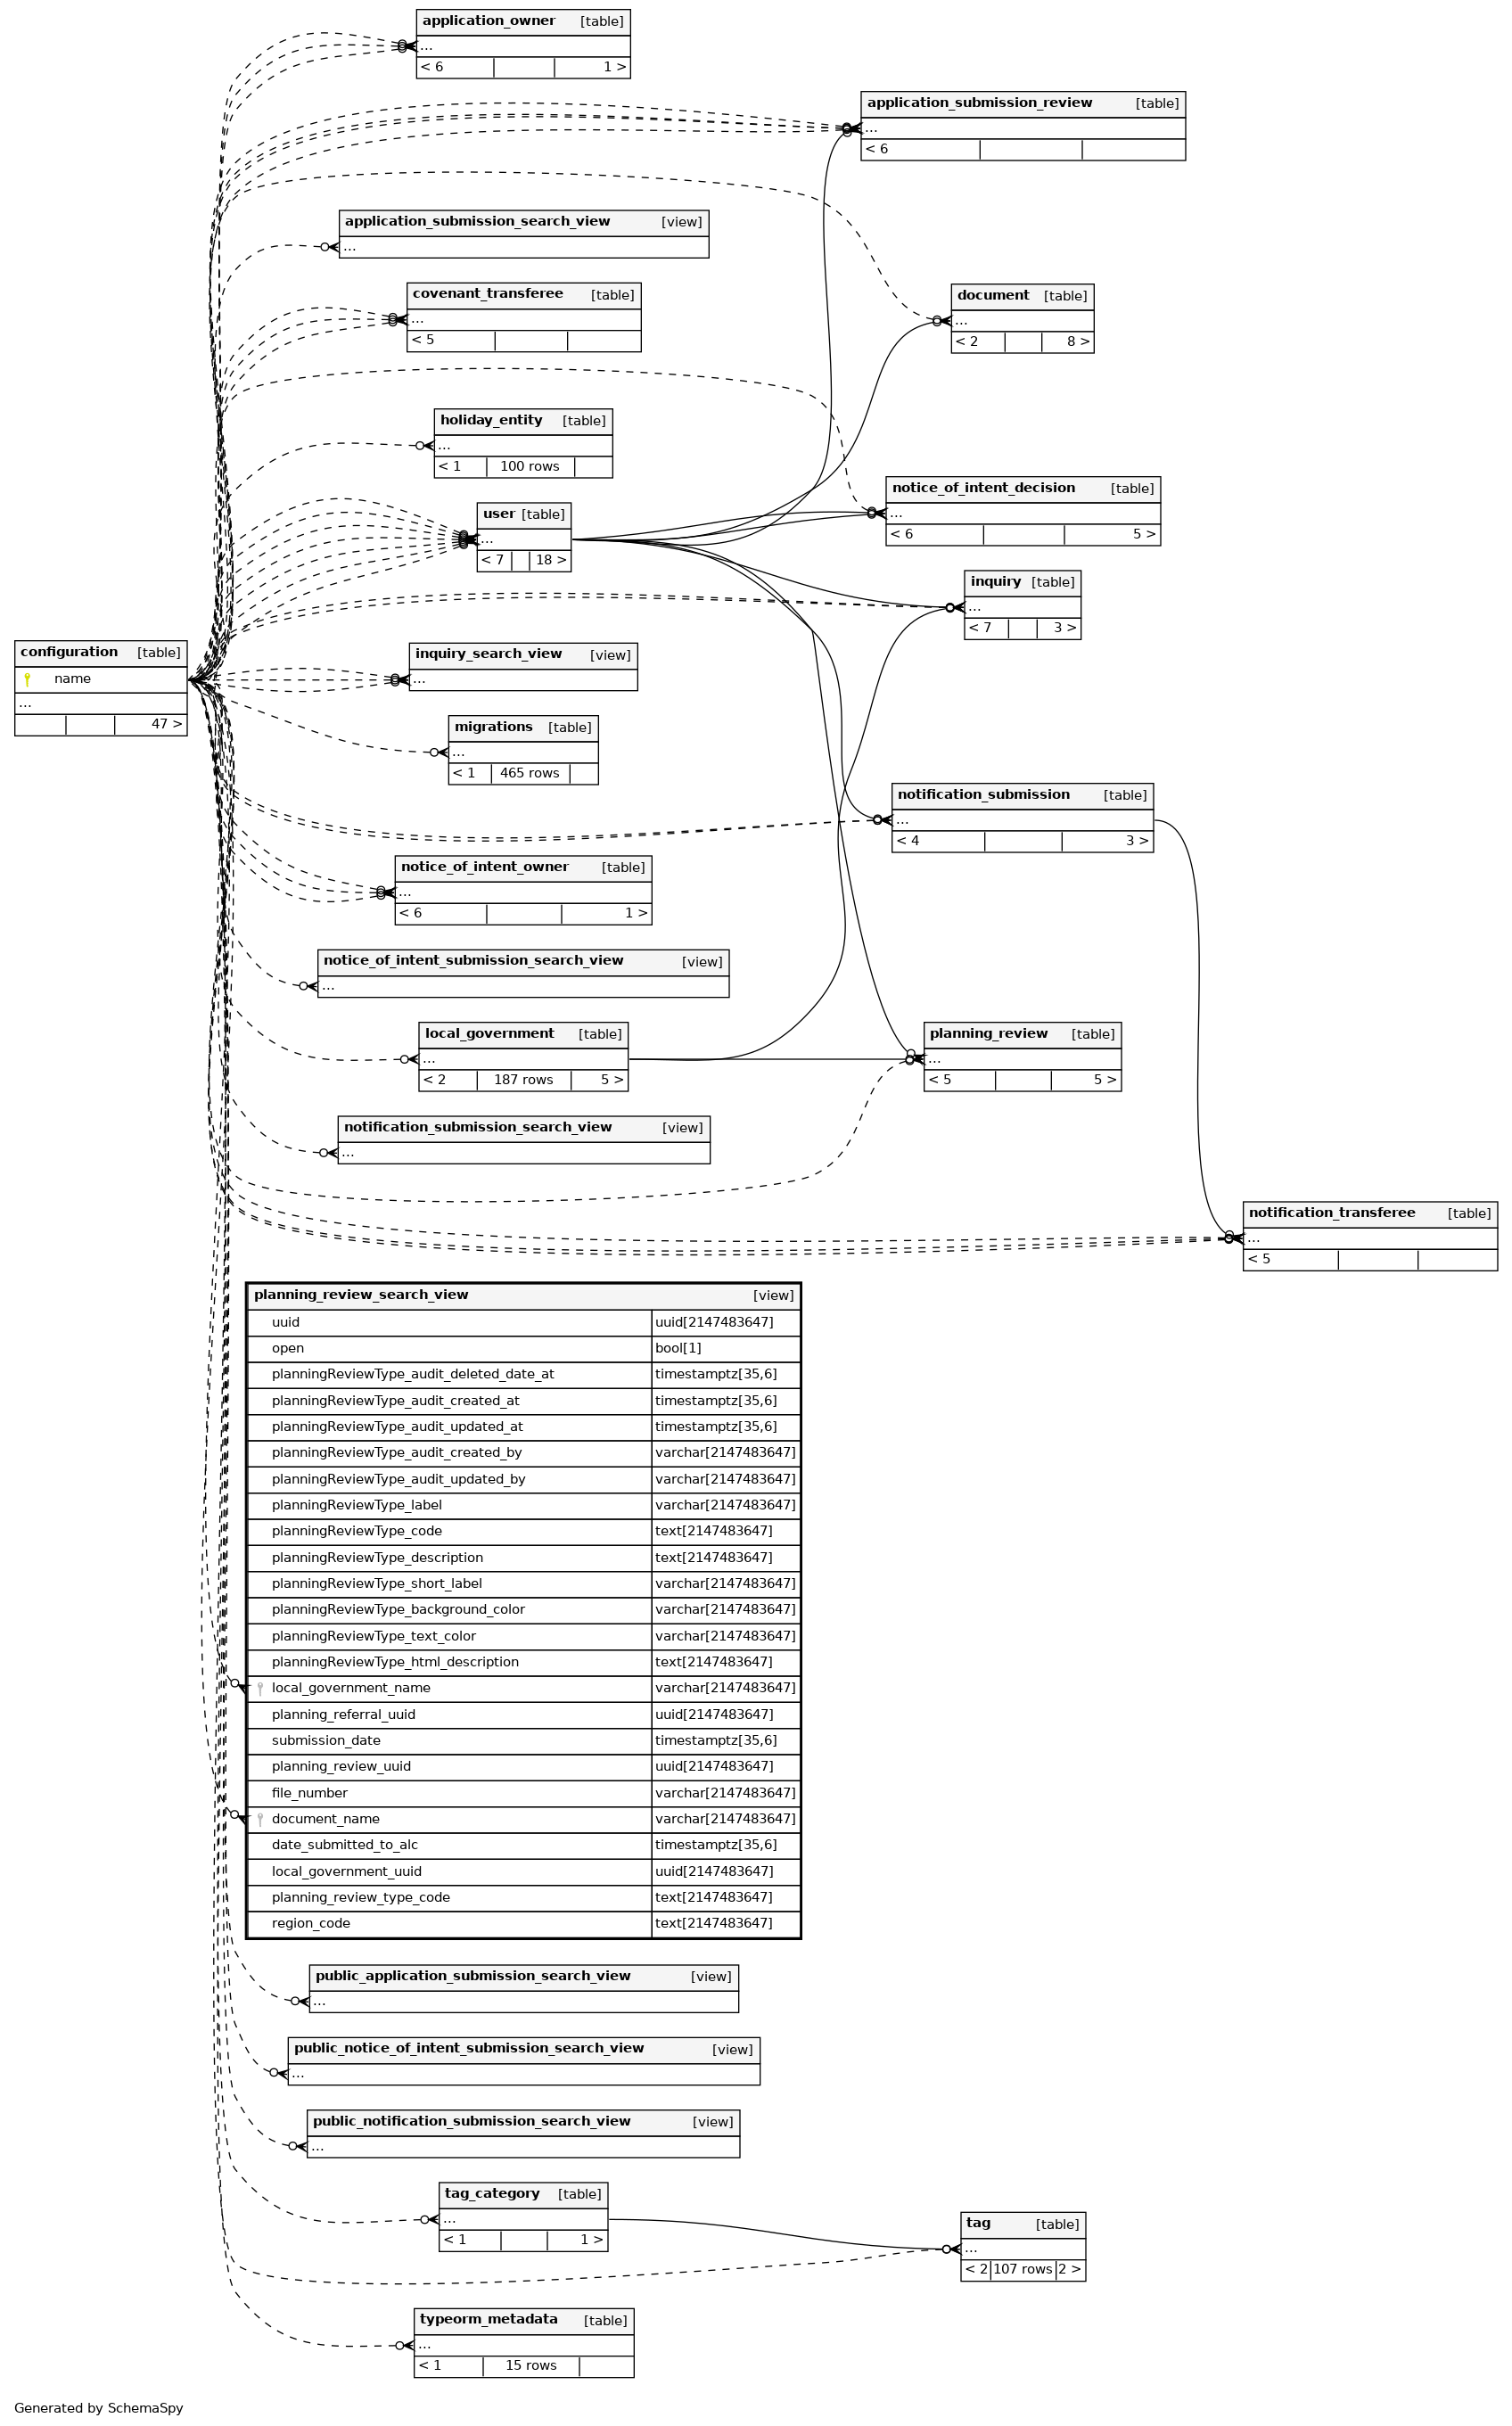 application_owner [table]
...
< 6 1 >
application_submission_review [table]
...
< 6
application_submission_search_view [view]
...
covenant_transferee [table]
...
< 5
document [table]
...
< 2 8 >
holiday_entity [table]
...
< 1 100 rows
notice_of_intent_decision [table]
...
< 6 5 >
user [table]
...
< 7 18 >
inquiry [table]
...
< 7 3 >
configuration [table]
name
...
47 >
inquiry_search_view [view]
...
migrations [table]
...
< 1 465 rows
notification_submission [table]
...
< 4 3 >
notice_of_intent_owner [table]
...
< 6 1 >
notice_of_intent_submission_search_view [view]
...
local_government [table]
...
< 2 187 rows 5 >
planning_review [table]
...
< 5 5 >
notification_submission_search_view [view]
...
notification_transferee [table]
...
< 5
planning_review_search_view [view]
uuid uuid[2147483647]
open bool[1]
planningReviewType_audit_deleted_date_at timestamptz[35,6]
planningReviewType_audit_created_at timestamptz[35,6]
planningReviewType_audit_updated_at timestamptz[35,6]
planningReviewType_audit_created_by varchar[2147483647]
planningReviewType_audit_updated_by varchar[2147483647]
planningReviewType_label varchar[2147483647]
planningReviewType_code text[2147483647]
planningReviewType_description text[2147483647]
planningReviewType_short_label varchar[2147483647]
planningReviewType_background_color varchar[2147483647]
planningReviewType_text_color varchar[2147483647]
planningReviewType_html_description text[2147483647]
local_government_name varchar[2147483647]
planning_referral_uuid uuid[2147483647]
submission_date timestamptz[35,6]
planning_review_uuid uuid[2147483647]
file_number varchar[2147483647]
document_name varchar[2147483647]
date_submitted_to_alc timestamptz[35,6]
local_government_uuid uuid[2147483647]
planning_review_type_code text[2147483647]
region_code text[2147483647]
public_application_submission_search_view [view]
...
public_notice_of_intent_submission_search_view [view]
...
public_notification_submission_search_view [view]
...
tag_category [table]
...
< 1 1 >
tag [table]
...
< 2 107 rows 2 >
typeorm_metadata [table]
...
< 1 15 rows
Generated by SchemaSpy